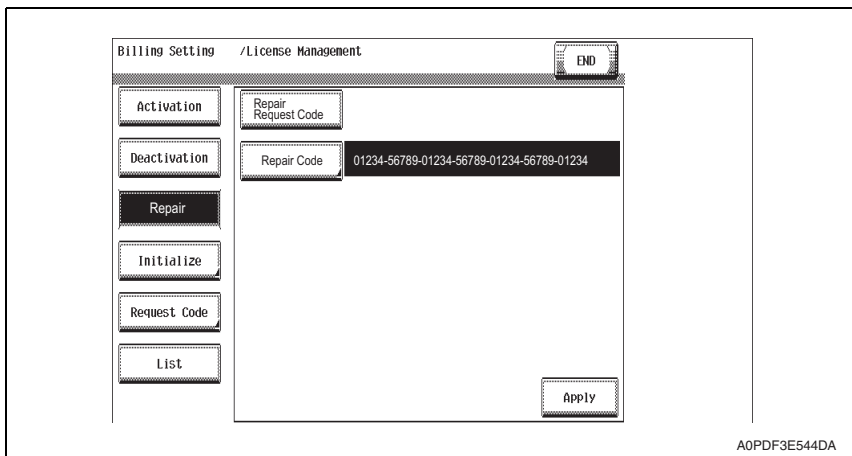 Billing Setting /License Management
END
Activation
Repair
Request Code
Deactivation
Repair Code 01234-56789-01234-56789-01234-56789-01234
Repair
Initialize
Request Code
List
Apply
A0PDF3E544DA